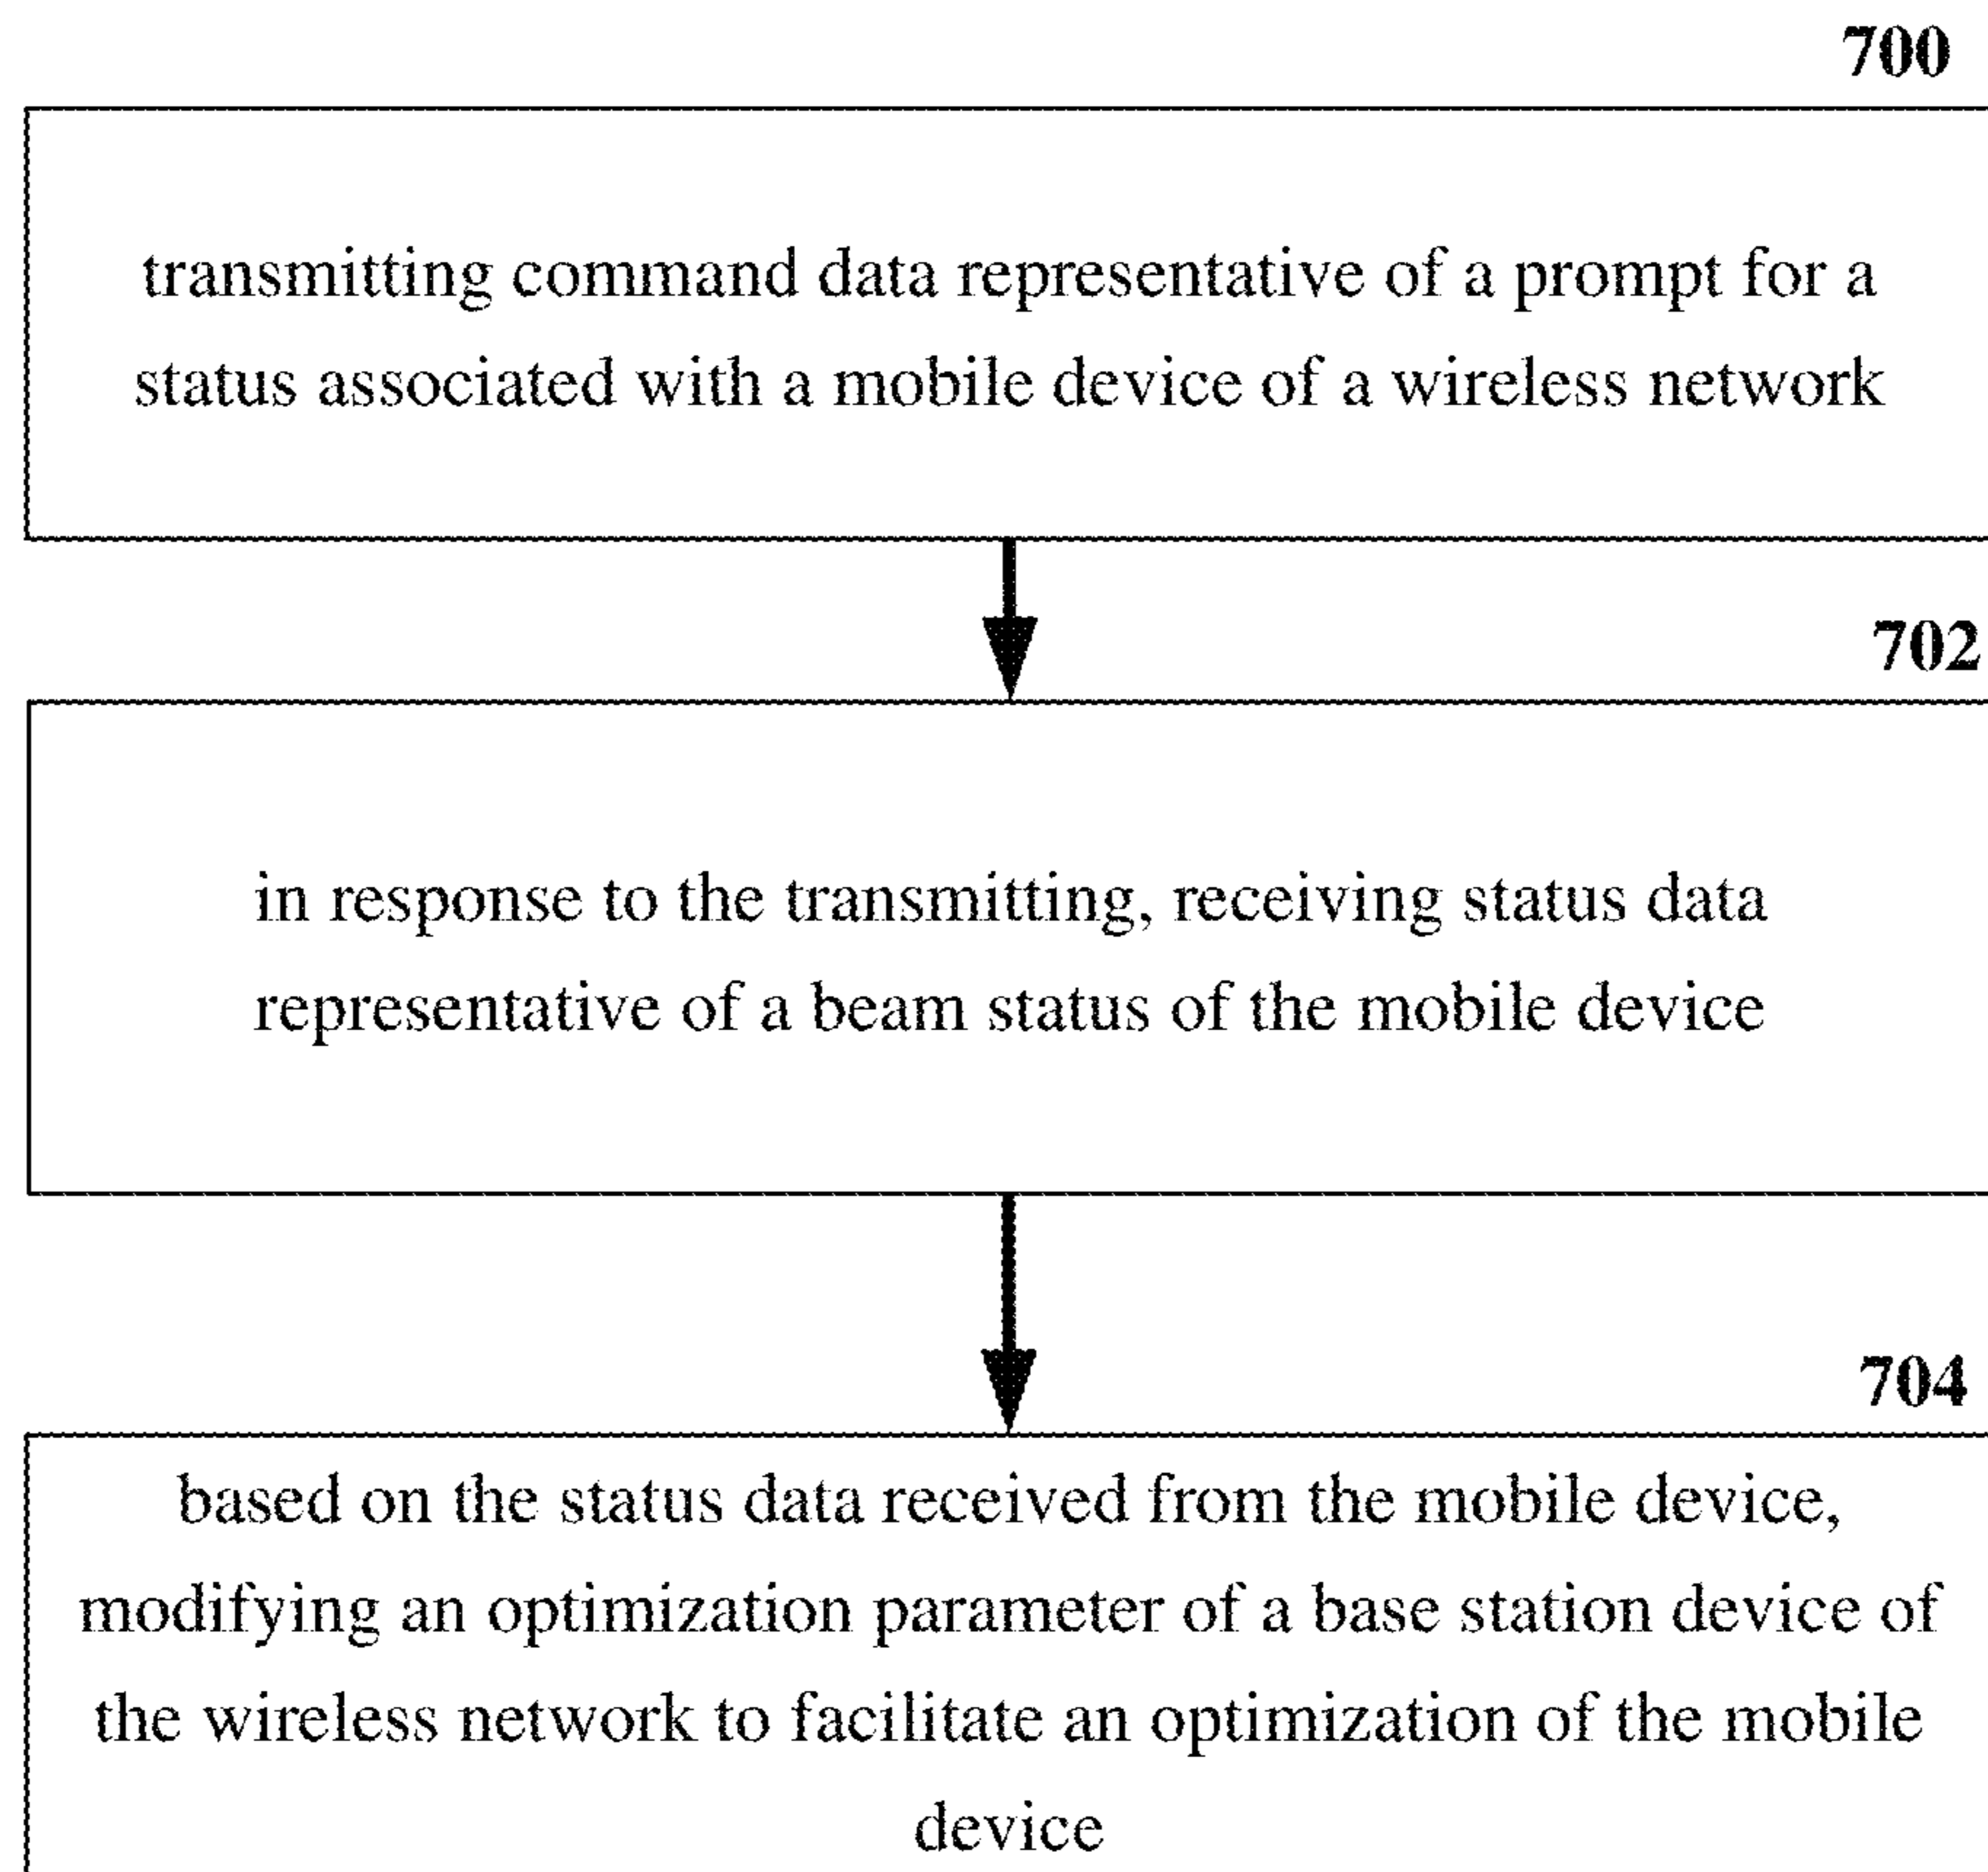 700
transmitting command data representative of a prompt for a
status associated with a mobile device of a wireless network
702
in response to the transmitting, receiving status data
representative of a beam status of the mobile device
704
based on the status data received from the mobile device,
modifying an optimization parameter of a base station device of
the wireless network to facilitate an optimization of the mobile
device